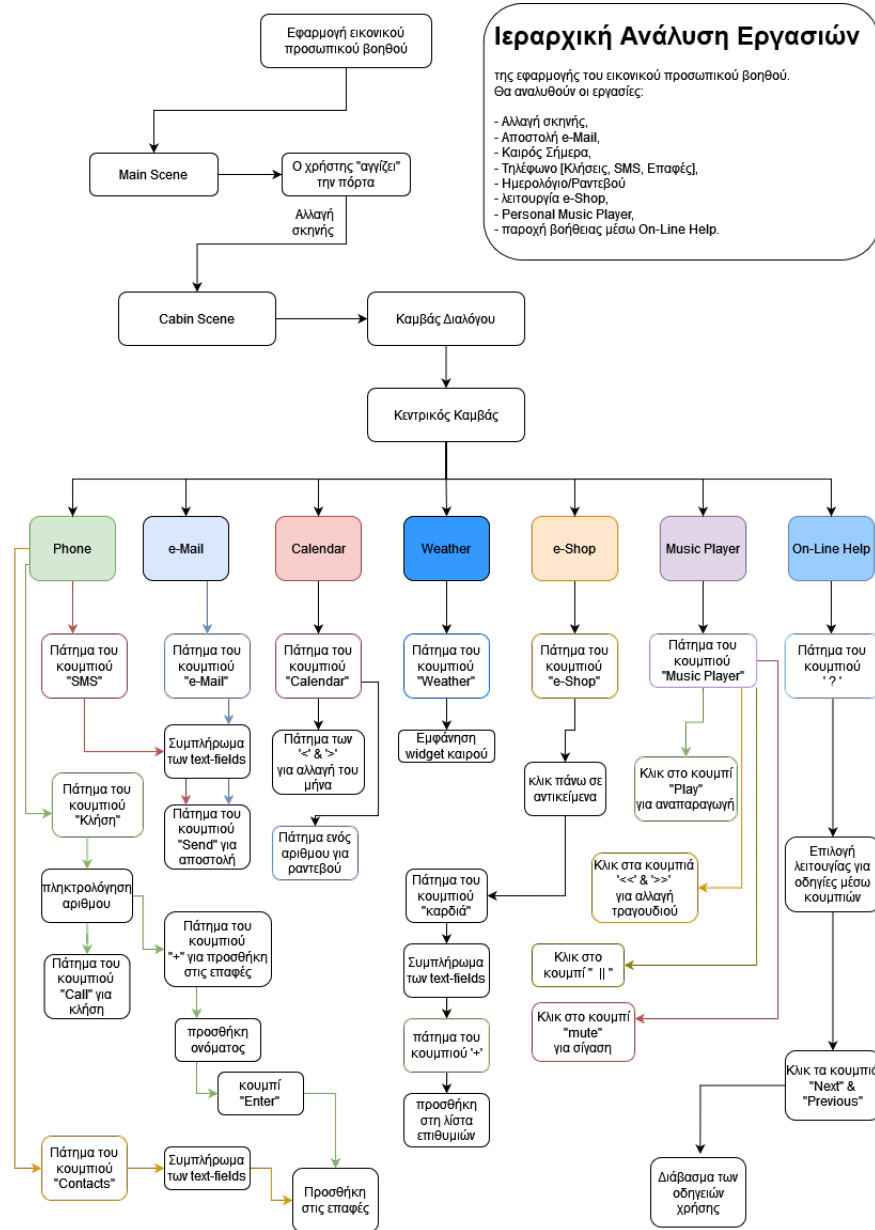 Εφαρμογή εικονικού
προσωπικού βοηθού
Ιεραρχική Ανάλυση Εργασιών
της εφαρμογής του εικονικού προσωπικού βοηθού.
Θα αναλυθούν οι εργασίες:
- Αλλαγή σκηνής,
- Αποστολή e-Mail,
- Καιρός Σήμερα,
- Τηλέφωνο [Κλήσεις, SMS, Επαφές],
- Ημερολόγιο/Ραντεβού
- λειτουργία e-Shop,
- Personal Music Player,
- παροχή βοήθειας μέσω On-Line Help.
Main Scene
Ο χρήστης "αγγίζει"
την πόρτα
Αλλαγή
σκηνής
Cabin Scene
Καμβάς Διαλόγου
Κεντρικός Καμβάς
Phone
e-Mail
Calendar
Weather
e-Shop
Music Player
On-Line Help
Πάτημα του
κουμπιού
"SMS"
Πάτημα του
κουμπιού
"e-Mail"
Πάτημα του
κουμπιού
"Calendar"
Πάτημα του
κουμπιού
"Weather"
Πάτημα του
κουμπιού
"e-Shop"
Πάτημα του
κουμπιού
"Music Player"
Πάτημα του
κουμπιού
' ? '
Συμπλήρωμα
των text-fields
Πάτημα των
'<' & '>'
για αλλαγή του
μήνα
Εμφάνηση
widget καιρού
κλικ πάνω σε
αντικείμενα
Κλικ στο κουμπί
"Play"
για αναπαραγωγή
Πάτημα του
κουμπιού
"Κλήση"
Πάτημα του
κουμπιού
"Send" για
αποστολή
Πάτημα ενός
αριθμου για
ραντεβού
Επιλογή
λειτουγίας για
οδηγίες μέσω
κουμπιών
πληκτρολόγηση
αριθμου
Πάτημα του
κουμπιού
"καρδιά"
Κλικ στα κουμπιά
'<<' & '>>'
για αλλαγή
τραγουδιού
Πάτημα του
κουμπιού
"+" για προσθήκη
στις επαφές
Πάτημα του
κουμπιού
"Call" για
κλήση
Συμπλήρωμα
των text-fields
Κλικ στο
κουμπί " || "
προσθήκη
ονόματος
πάτημα του
κουμπιού '+'
Κλικ στο κουμπί
"mute"
για σίγαση
κουμπί
"Enter"
προσθήκη
στη λίστα
επιθυμιών
Κλικ τα κουμπιά
"Next" &
"Previous"
Πάτημα του
κουμπιού
"Contacts"
Συμπλήρωμα
των text-fields
Προσθήκη
στις επαφές
Διάβασμα των
οδηγειών
χρήσης